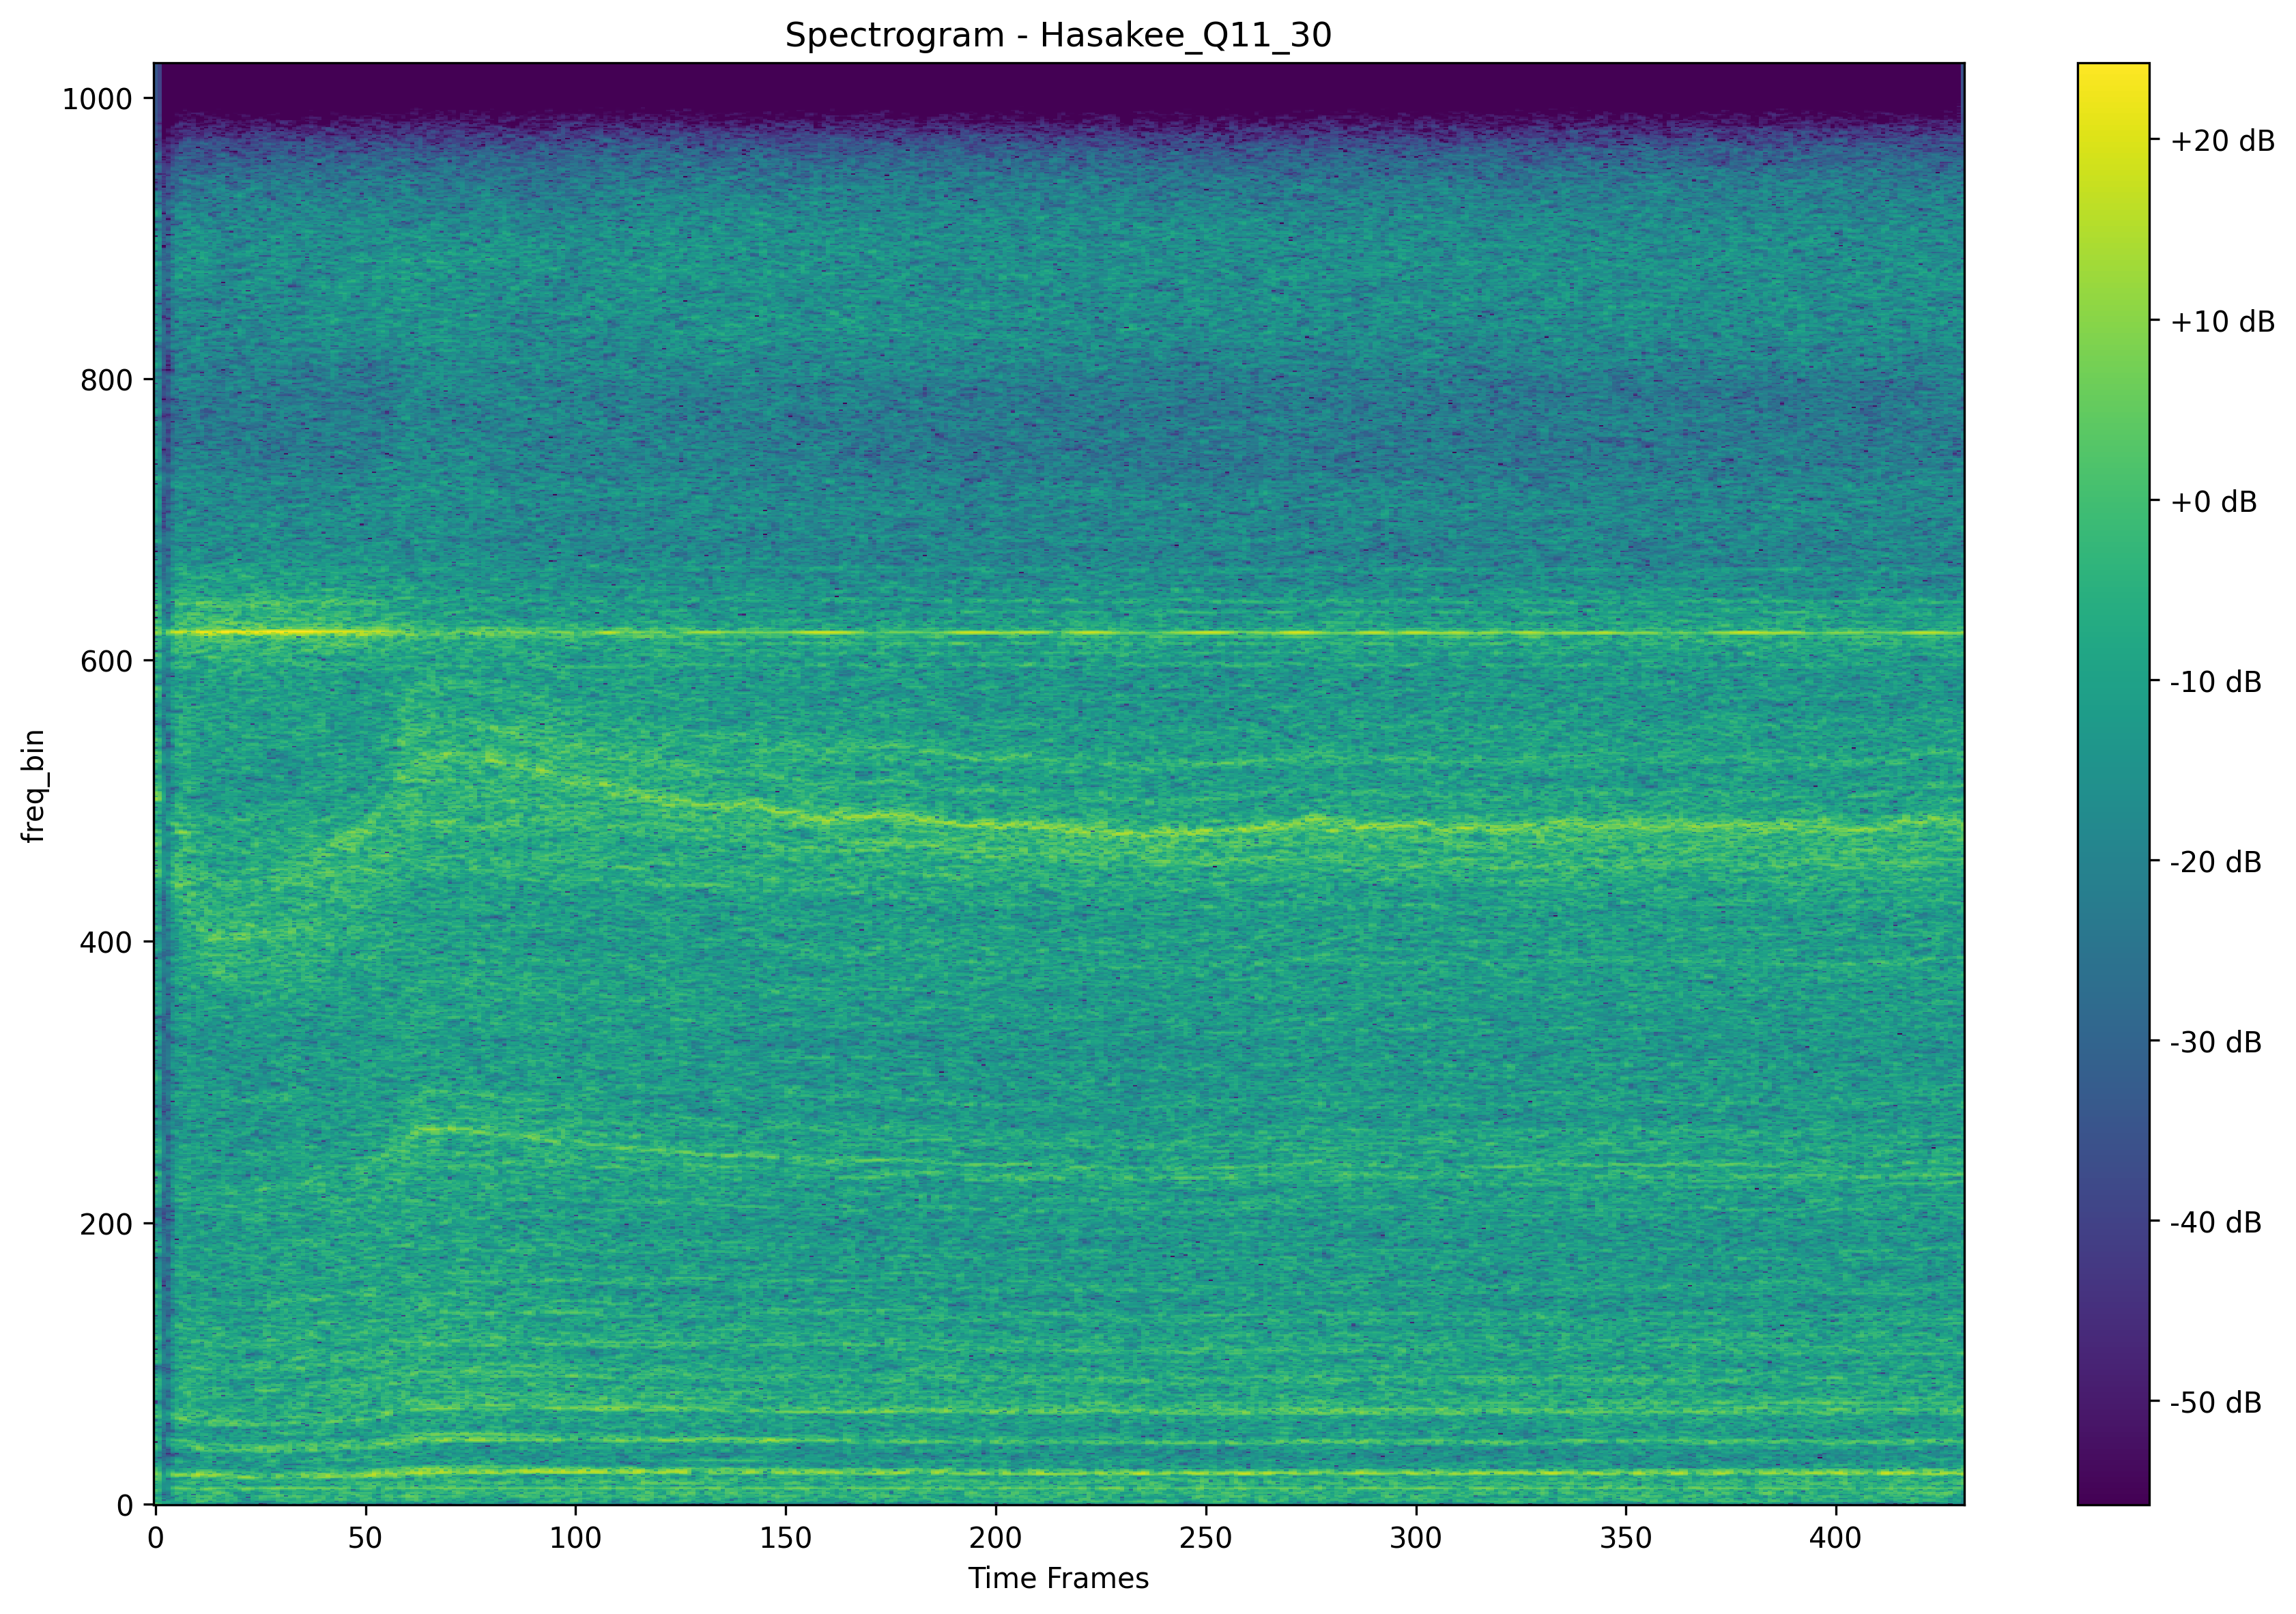 Spectrogram - Hasakee_Q11_30
1000
800
600
400
200
0
freq_bin
0 50 100 150 200 250 300 350 400
Time Frames
+20 dB
+10 dB
+0 dB
-10 dB
-20 dB
-30 dB
-40 dB
-50 dB